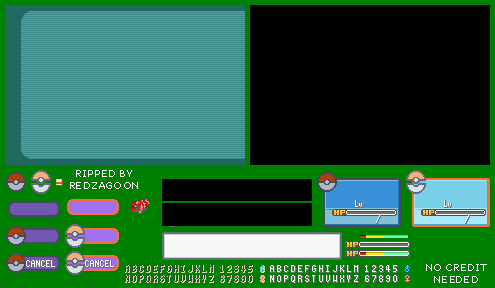 RIPPED BY
REDZAGOON
Lv
HP
/
Lv
HP
/
CANCEL
CANCEL
HP
HP
HP
ABCDEFGHIJKLM 12345 ♂
NOPQRSTUVWXYZ 67890 ♀
ABCDEFGHIJKLM 12345 ♂
NOPQRSTUVWXYZ 67890 ♀
NO CREDIT
NEEDED